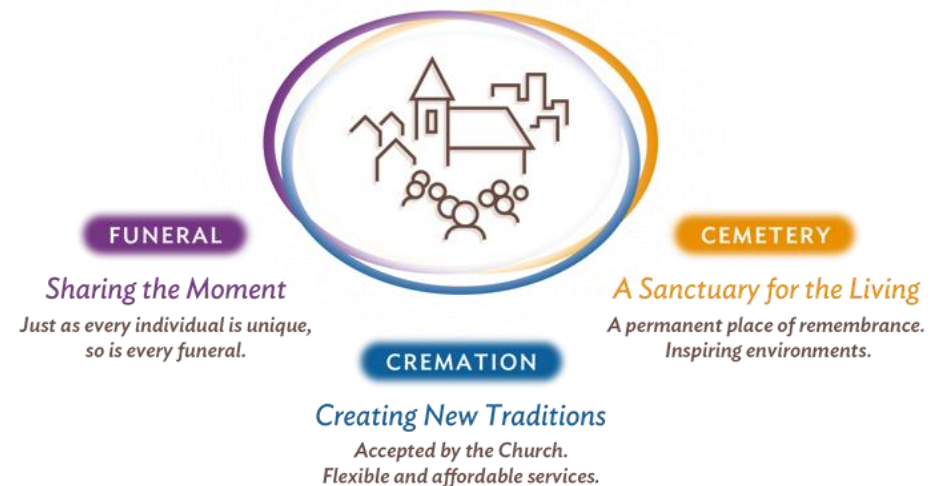 FUNERAL
Sharing the Moment
Just as every individual is unique,
so is every funeral.
CREMATION
Creating New Traditions
Accepted by the Church.
Flexible and affordable services.
CEMETERY
A Sanctuary for the Living
A permanent place of remembrance.
Inspiring environments.